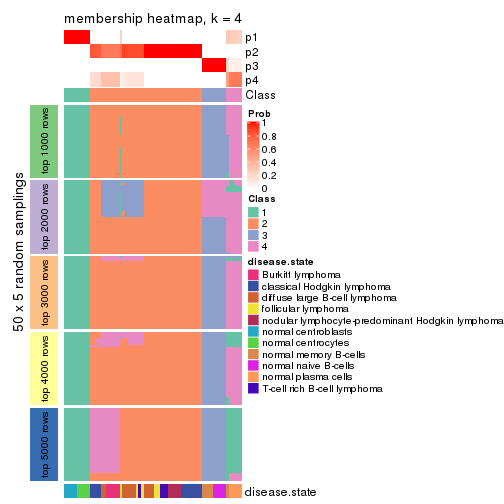 membership heatmap, k = 4
p1
p2
p3
p4
Class
50 x 5 random samplings
top 1000 rows
top 2000 rows
top 3000 rows
top 4000 rows
top 5000 rows
Prob
1
0.8
0.6
0.4
0.2
0
Class
1
2
3
4
disease.state
Burkitt lymphoma
classical Hodgkin lymphoma
diffuse large B-cell lymphoma
follicular lymphoma
nodular lymphocyte-predominant Hodgkin lymphoma
normal centroblasts
normal centrocytes
normal memory B-cells
normal naive B-cells
normal plasma cells
T-cell rich B-cell lymphoma
disease.state